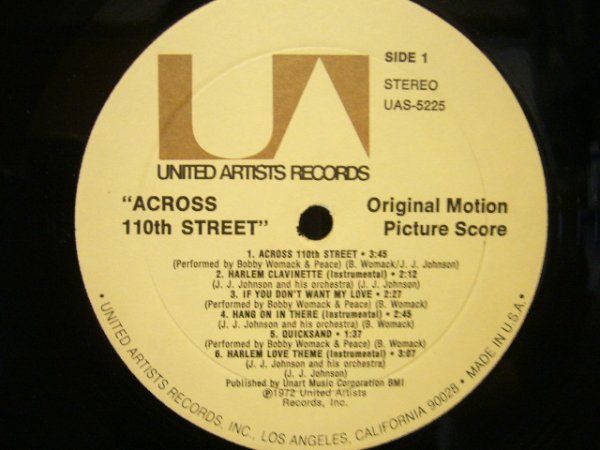 UA
SIDE 1
STEREO
UAS-5225
UNITED ARTISTS RECORDS
"ACROSS
110th STREET"
Original Motion
Picture Score
1. ACROSS 110th STREET • 3:45
(Performed by Bobby Womack & Peace) (B. Womack/J. J. Johnson)
2. HARLEM CLAVINETTE (Instrumental) • 2:12
(J. J. Johnson and his orchestra) (J. J. Johnson)
3. IF YOU DON'T WANT MY LOVE • 2:27
(Performed by Bobby Womack & Peace) (B. Womack)
4. HANG ON IN THERE (Instrumental) • 2:45
(J. J. Johnson and his orchestra) (B. Womack)
5. QUICKSAND • 1:37
(Performed by Bobby Womack & Peace) (B. Womack)
6. HARLEM LOVE THEME (Instrumental) • 3:07
(J. J. Johnson and his orchestra)
(J. J. Johnson)
Published by Unart Music Corporation BMI
℗1972 United Artists
Records, Inc.
• UNITED ARTISTS RECORDS, INC., LOS ANGELES, CALIFORNIA 90028 • MADE IN U.S.A. •